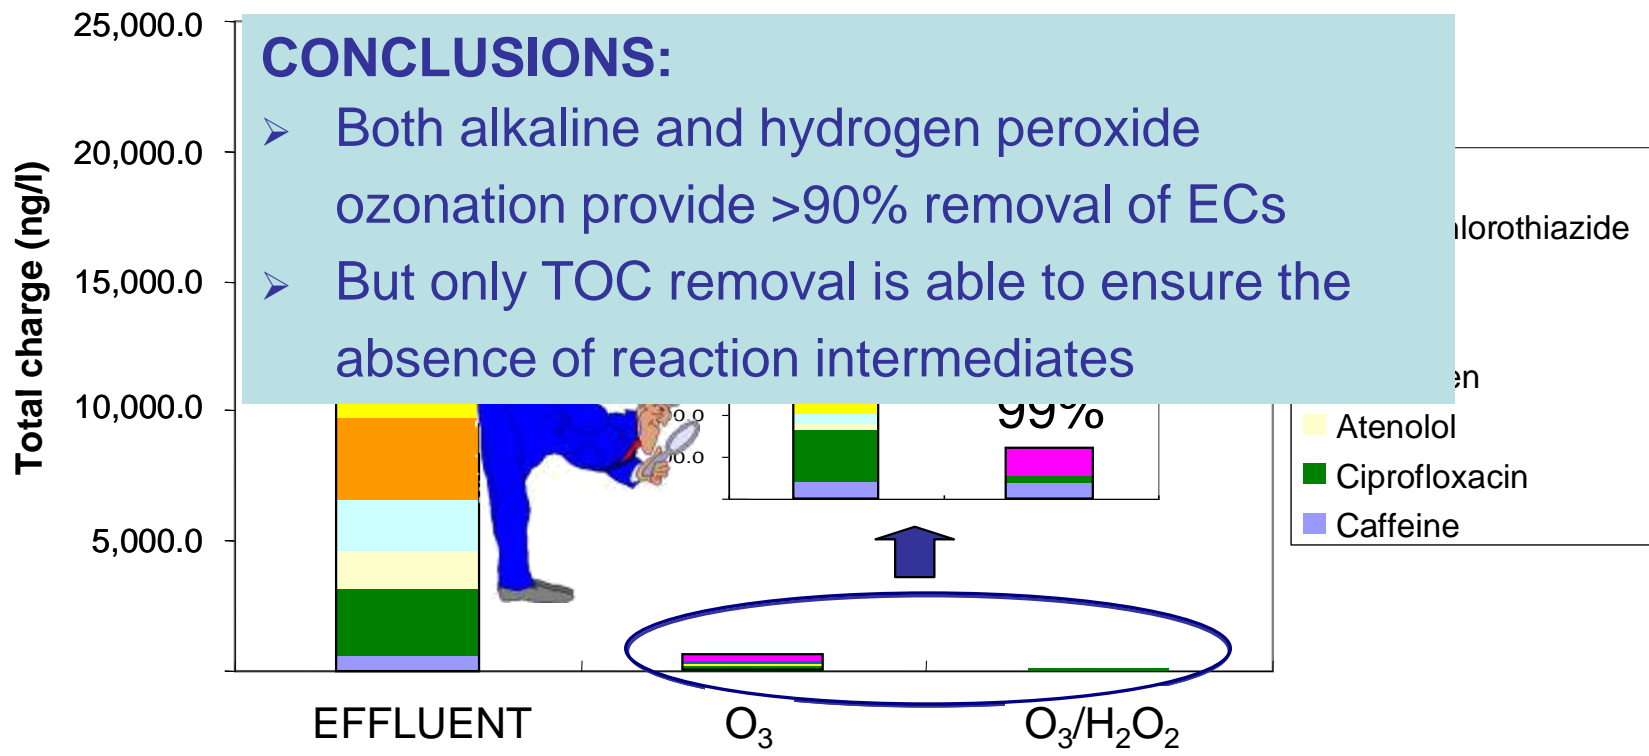 25,000.0
CONCLUSIONS:
➢ Both alkaline and hydrogen peroxide
ozonation provide >90% removal of ECs
➢ But only TOC removal is able to ensure the
absence of reaction intermediates
20,000.0
15,000.0
10,000.0
5,000.0
Total charge (ng/l)
99%
Atenolol
Ciprofloxacin
Caffeine
EFFLUENT
O₃
O₃/H₂O₂